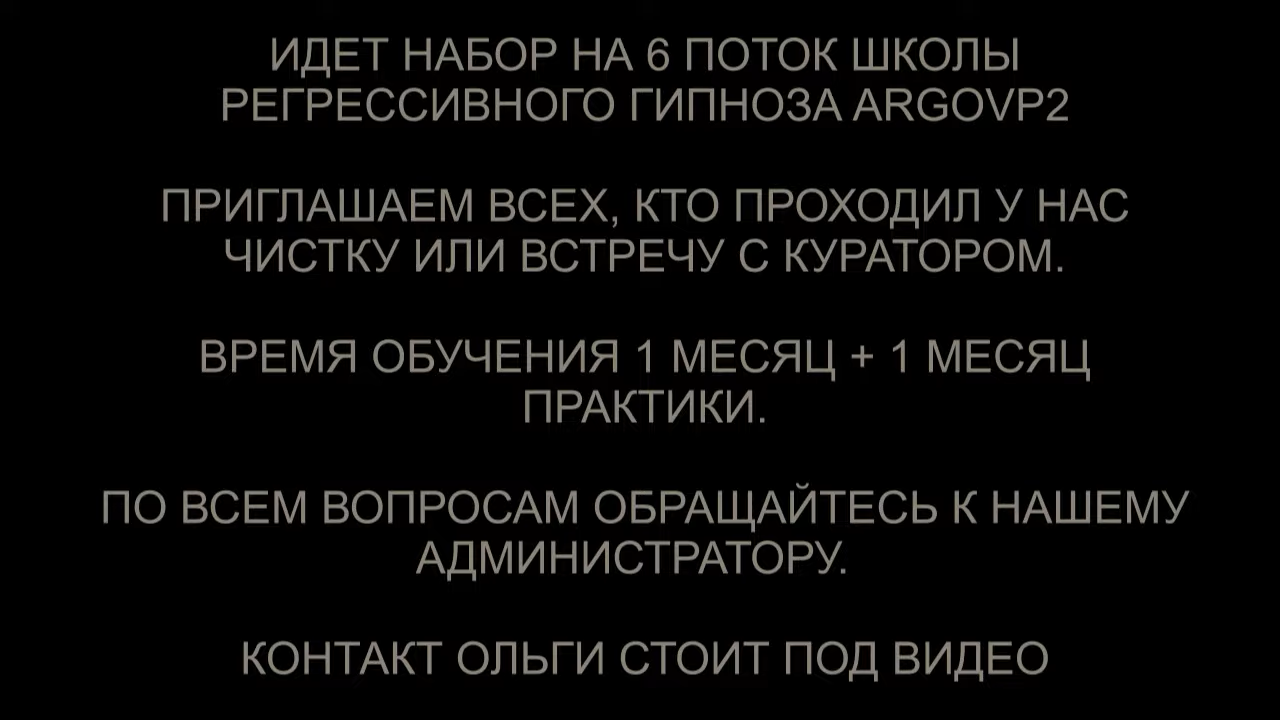 ИДЕТ НАБОР НА 6 ПОТОК ШКОЛЫ
РЕГРЕССИВНОГО ГИПНОЗА ARGOVP2
ПРИГЛАШАЕМ ВСЕХ, КТО ПРОХОДИЛ У НАС
ЧИСТКУ ИЛИ ВСТРЕЧУ С КУРАТОРОМ.
ВРЕМЯ ОБУЧЕНИЯ 1 МЕСЯЦ + 1 МЕСЯЦ
ПРАКТИКИ.
ПО ВСЕМ ВОПРОСАМ ОБРАЩАЙТЕСЬ К НАШЕМУ
АДМИНИСТРАТОРУ.
КОНТАКТ ОЛЬГИ СТОИТ ПОД ВИДЕО